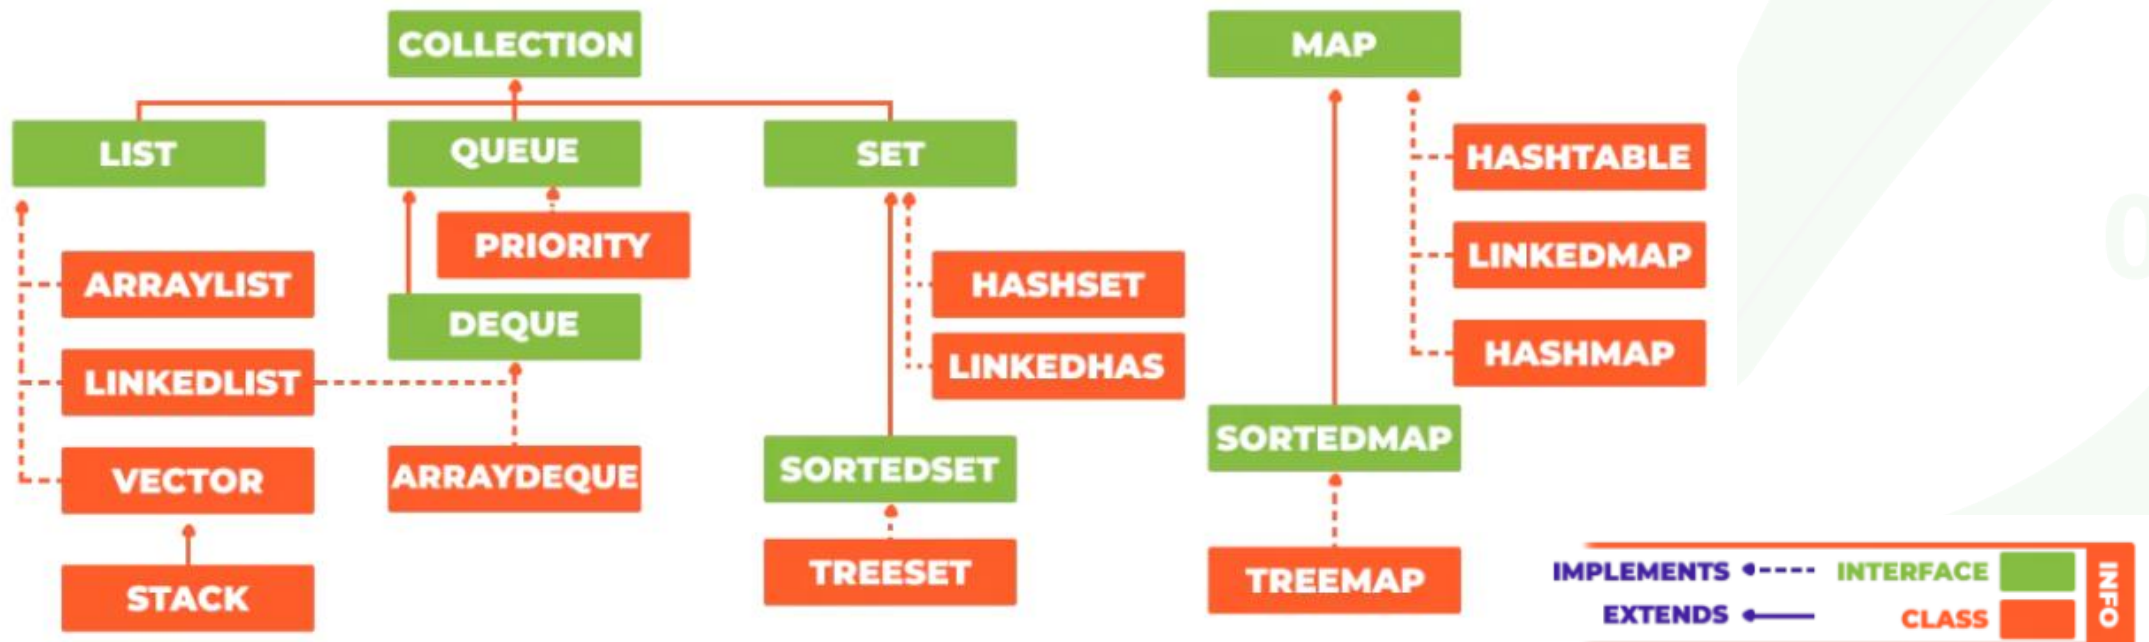 COLLECTION
MAP
LIST
QUEUE
SET
HASHTABLE
PRIORITY
LINKEDMAP
ARRAYLIST
HASHSET
DEQUE
LINKEDLIST
LINKEDHAS
HASHMAP
SORTEDMAP
VECTOR
ARRAYDEQUE
SORTEDSET
STACK
TREESET
TREEMAP
IMPLEMENTS
INTERFACE
EXTENDS
CLASS
INFO
0